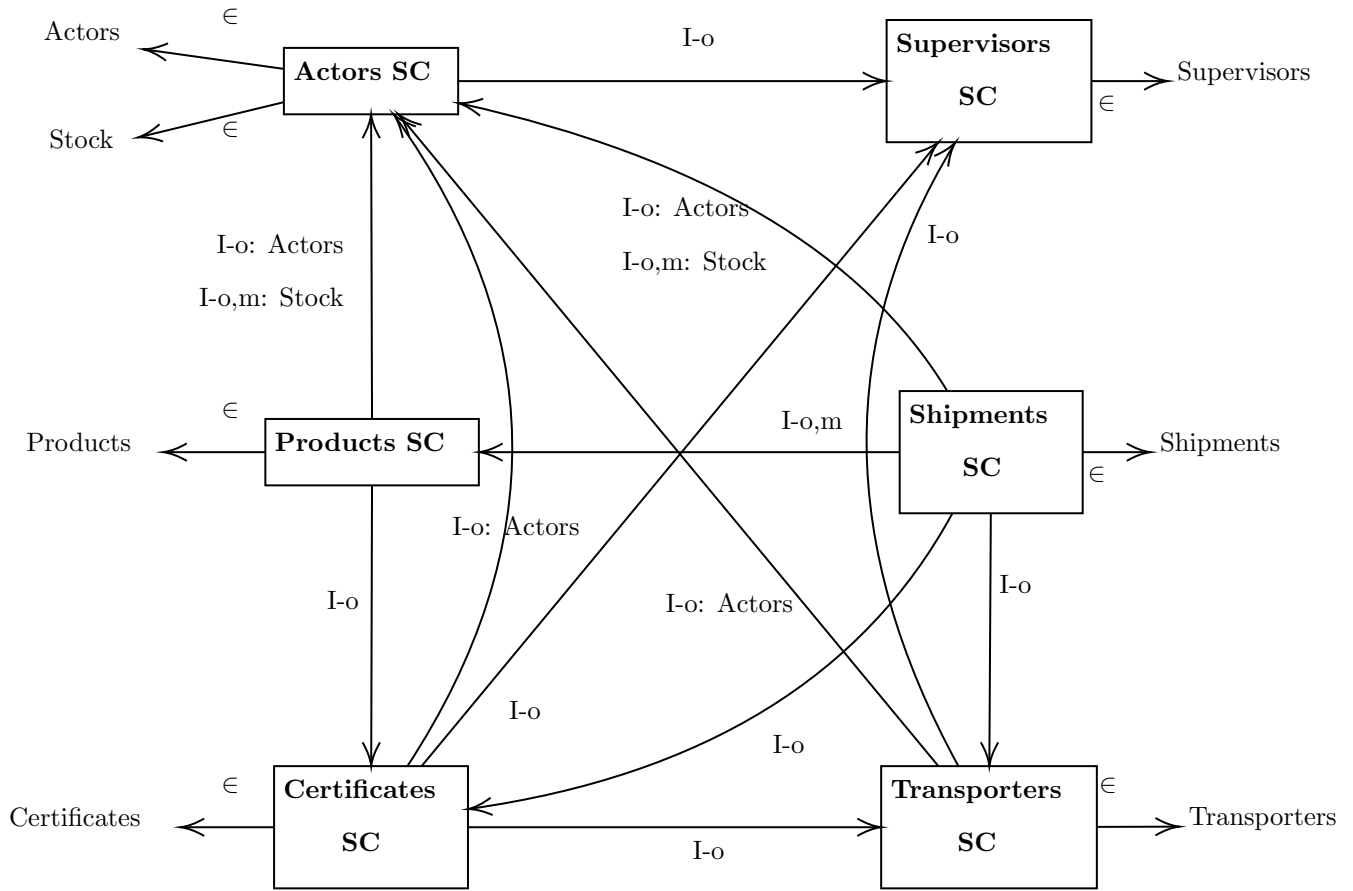 ∈
Actors
I-o
Supervisors
SC
Actors SC
Supervisors
∈
Stock
∈
I-o: Actors
I-o,m: Stock
I-o
I-o: Actors
I-o,m: Stock
∈
I-o,m
Shipments
SC
Products
Products SC
Shipments
∈
I-o: Actors
I-o
I-o
I-o: Actors
I-o
I-o
∈
Certificates
SC
Transporters
SC
∈
Certificates
Transporters
I-o